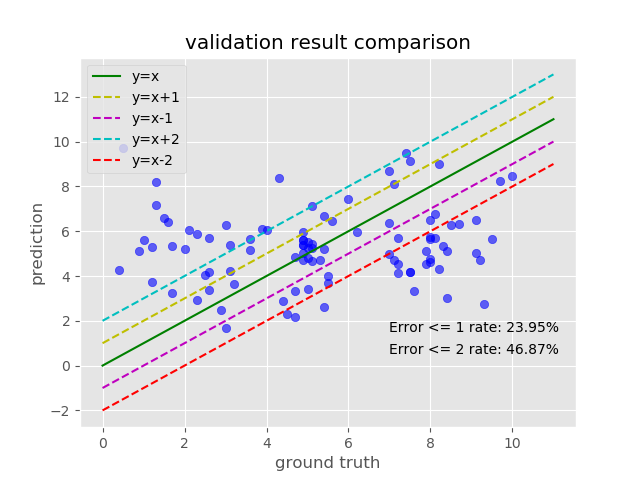 validation result comparison
y=x
y=x+1
y=x-1
y=x+2
y=x-2
12
10
8
6
4
2
0
−2
prediction
Error <= 1 rate: 23.95%
Error <= 2 rate: 46.87%
0 2 4 6 8 10
ground truth